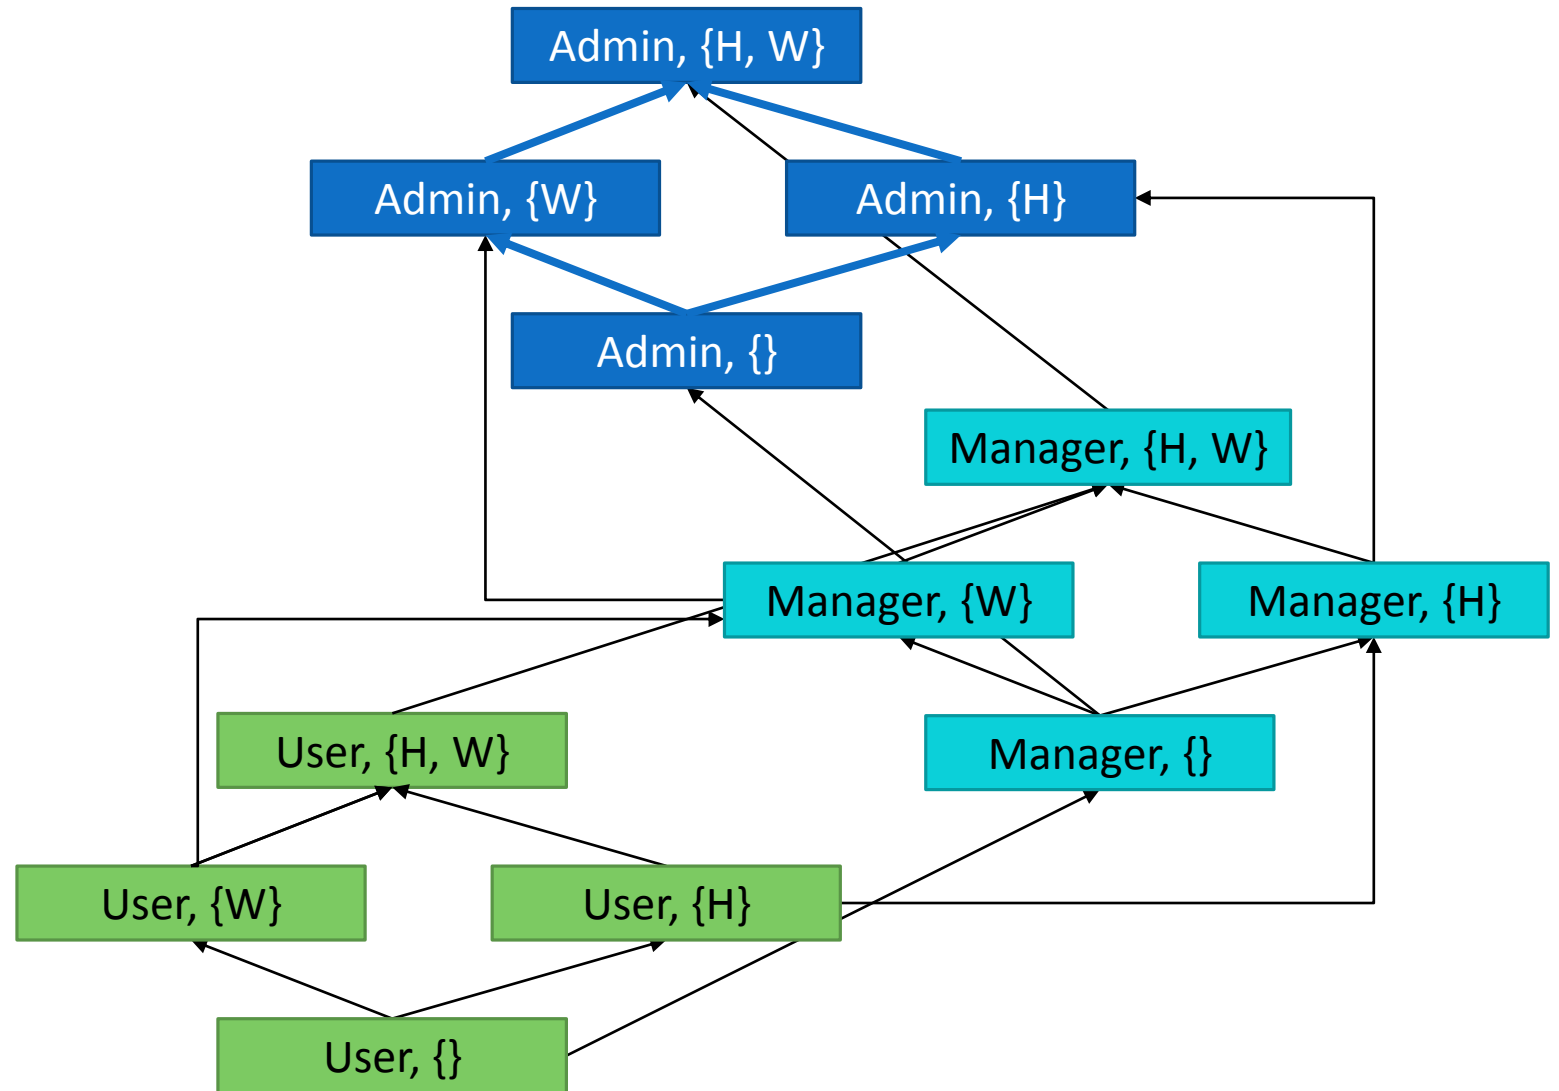 Admin, {H, W}
Admin, {W}
Admin, {H}
Admin, {}
Manager, {H, W}
Manager, {W}
Manager, {H}
User, {H, W}
Manager, {}
User, {W}
User, {H}
User, {}